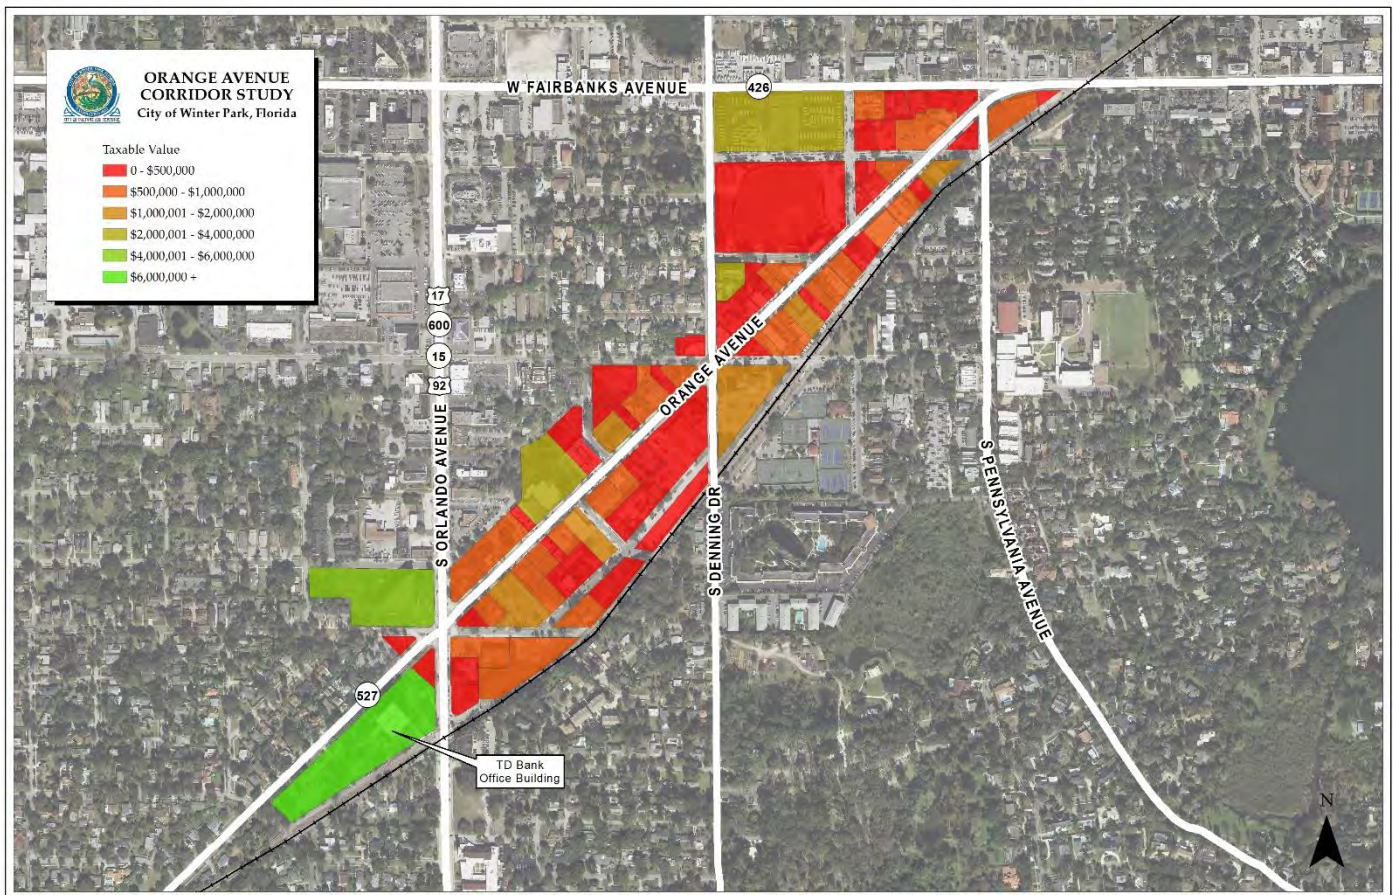 ORANGE AVENUE
CORRIDOR STUDY
City of Winter Park, Florida
Taxable Value
0 - $500,000
$500,000 - $1,000,000
$1,000,001 - $2,000,000
$2,000,001 - $4,000,000
$4,000,001 - $6,000,000
$6,000,000 +
W FAIRBANKS AVENUE
426
17
600
15
92
S ORLANDO AVENUE
ORANGE AVENUE
S DENNING DR
S PENNSYLVANIA AVENUE
527
TD Bank
Office Building
N